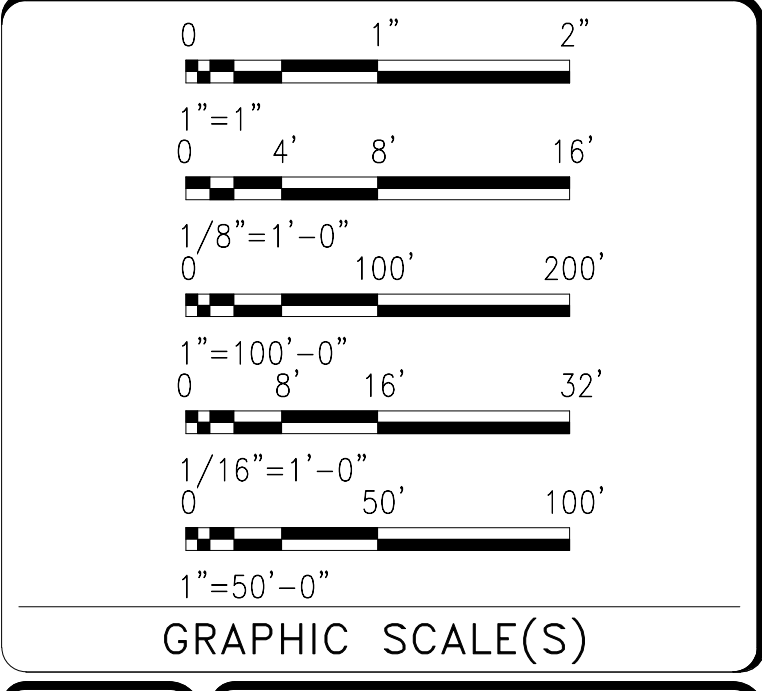 0 1” 2”
1”=1”
0 4’ 8’ 16’
1/8”=1’-0”
0 100’ 200’
1”=100’-0”
0 8’ 16’ 32’
1/16”=1’-0”
0 50’ 100’
1”=50’-0”
GRAPHIC SCALE(S)